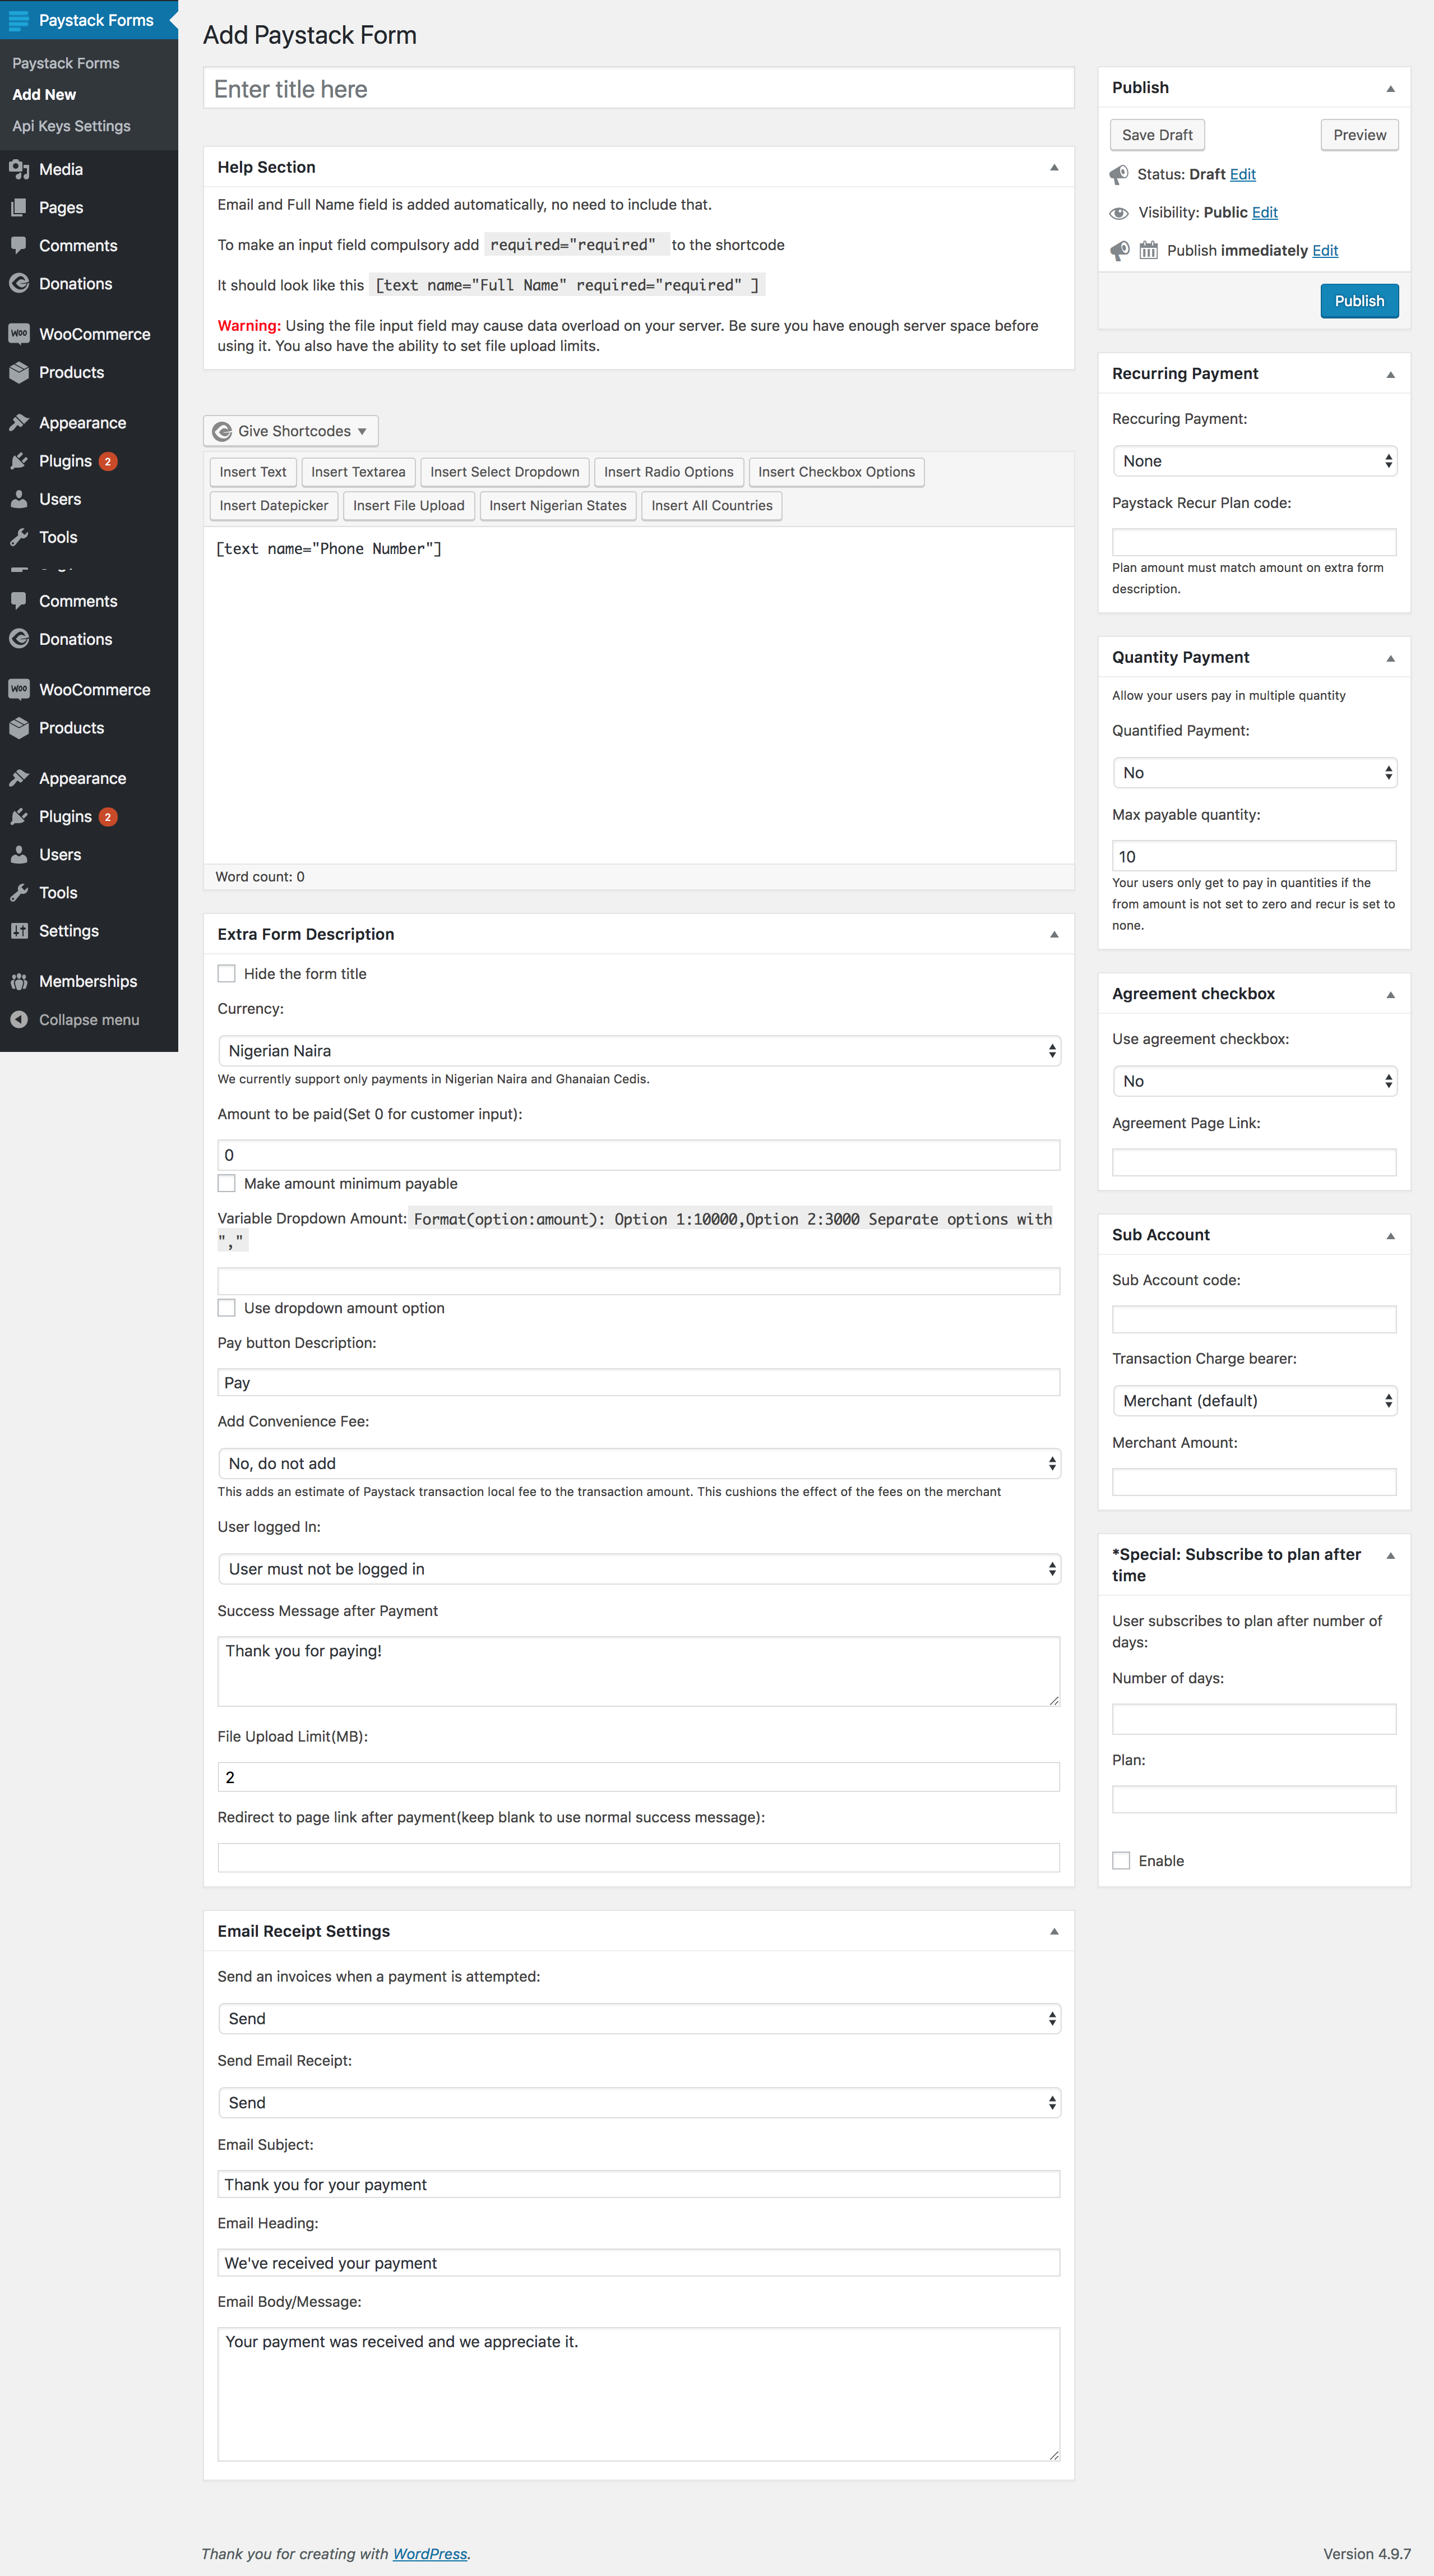 Paystack Forms
Paystack Forms
Add New
Api Keys Settings
Media
Pages
Comments
Donations
WooCommerce
Products
Appearance
Plugins 2
Users
Tools
Comments
Donations
WooCommerce
Products
Appearance
Plugins 2
Users
Tools
Settings
Memberships
Collapse menu
Add Paystack Form
Enter title here
Help Section
Email and Full Name field is added automatically, no need to include that.
To make an input field compulsory add required="required" to the shortcode
It should look like this [text name="Full Name" required="required" ]
Warning: Using the file input field may cause data overload on your server. Be sure you have enough server space before
using it. You also have the ability to set file upload limits.
Give Shortcodes
Insert Text Insert Textarea Insert Select Dropdown Insert Radio Options Insert Checkbox Options
Insert Datepicker Insert File Upload Insert Nigerian States Insert All Countries
[text name="Phone Number"]
Word count: 0
Extra Form Description
Hide the form title
Currency:
Nigerian Naira
We currently support only payments in Nigerian Naira and Ghanaian Cedis.
Amount to be paid(Set 0 for customer input):
0
Make amount minimum payable
Variable Dropdown Amount: Format(option:amount): Option 1:10000,Option 2:3000 Separate options with
","
Use dropdown amount option
Pay button Description:
Pay
Add Convenience Fee:
No, do not add
This adds an estimate of Paystack transaction local fee to the transaction amount. This cushions the effect of the fees on the merchant
User logged In:
User must not be logged in
Success Message after Payment
Thank you for paying!
File Upload Limit(MB):
2
Redirect to page link after payment(keep blank to use normal success message):
Email Receipt Settings
Send an invoices when a payment is attempted:
Send
Send Email Receipt:
Send
Email Subject:
Thank you for your payment
Email Heading:
We've received your payment
Email Body/Message:
Your payment was received and we appreciate it.
Publish
Save Draft Preview
Status: Draft Edit
Visibility: Public Edit
Publish immediately Edit
Publish
Recurring Payment
Reccuring Payment:
None
Paystack Recur Plan code:
Plan amount must match amount on extra form
description.
Quantity Payment
Allow your users pay in multiple quantity
Quantified Payment:
No
Max payable quantity:
10
Your users only get to pay in quantities if the
from amount is not set to zero and recur is set to
none.
Agreement checkbox
Use agreement checkbox:
No
Agreement Page Link:
Sub Account
Sub Account code:
Transaction Charge bearer:
Merchant (default)
Merchant Amount:
*Special: Subscribe to plan after
time
User subscribes to plan after number of
days:
Number of days:
Plan:
Enable
Thank you for creating with WordPress.
Version 4.9.7